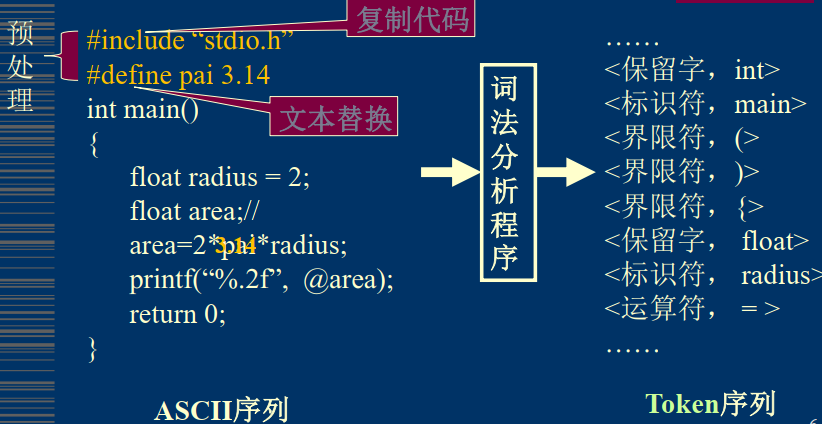 预处理
#include “stdio.h”
#define pai 3.14
int main()
{
float radius = 2;
float area;//
area=2*pai*radius;
3.14
printf(“%.2f”, @area);
return 0;
}
ASCII序列
复制代码
文本替换
词法分析程序
……
<保留字，int>
<标识符，main>
<界限符，(>
<界限符，)>
<界限符，{>
<保留字， float>
<标识符， radius>
<运算符， = >
……
Token序列